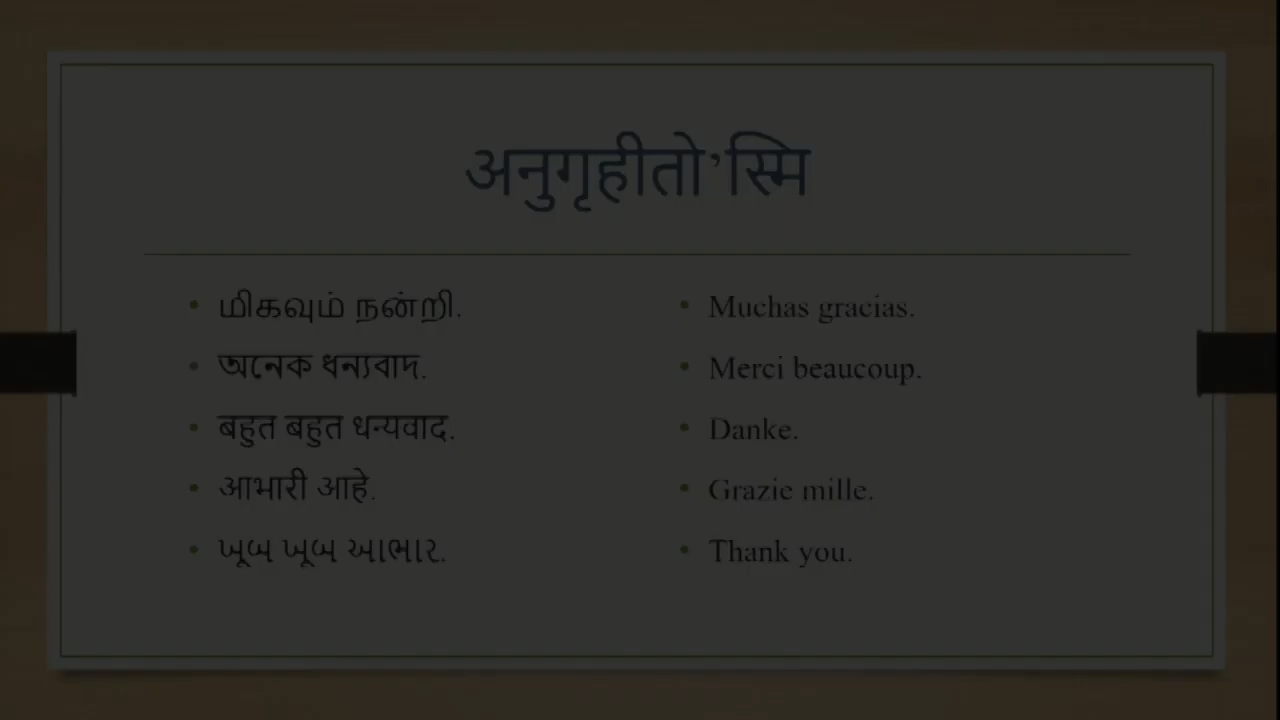 अनुगृहीतो’स्मि
மிகவும் நன்றி.
অনেক ধন্যবাদ.
बहुत बहुत धन्यवाद.
आभारी आहे.
ખૂબ ખૂબ આભાર.
Muchas gracias.
Merci beaucoup.
Danke.
Grazie mille.
Thank you.